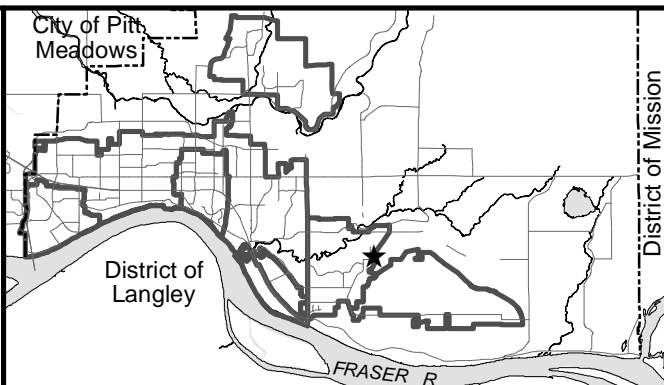 City of Pitt
Meadows
District of Mission
District of
Langley
FRASER R